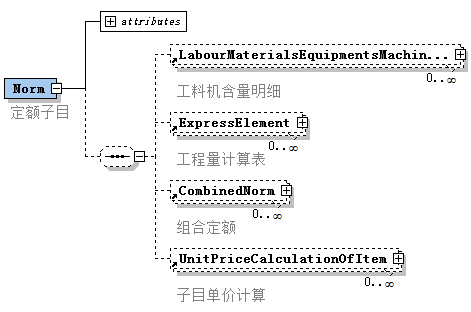 attributes
LabourMaterialsEquipmentsMachin...
0..∞
工料机含量明细
Norm
定额子目
ExpressElement
0..∞
工程量计算表
CombinedNorm
0..∞
组合定额
UnitPriceCalculationOfItem
0..∞
子目单价计算